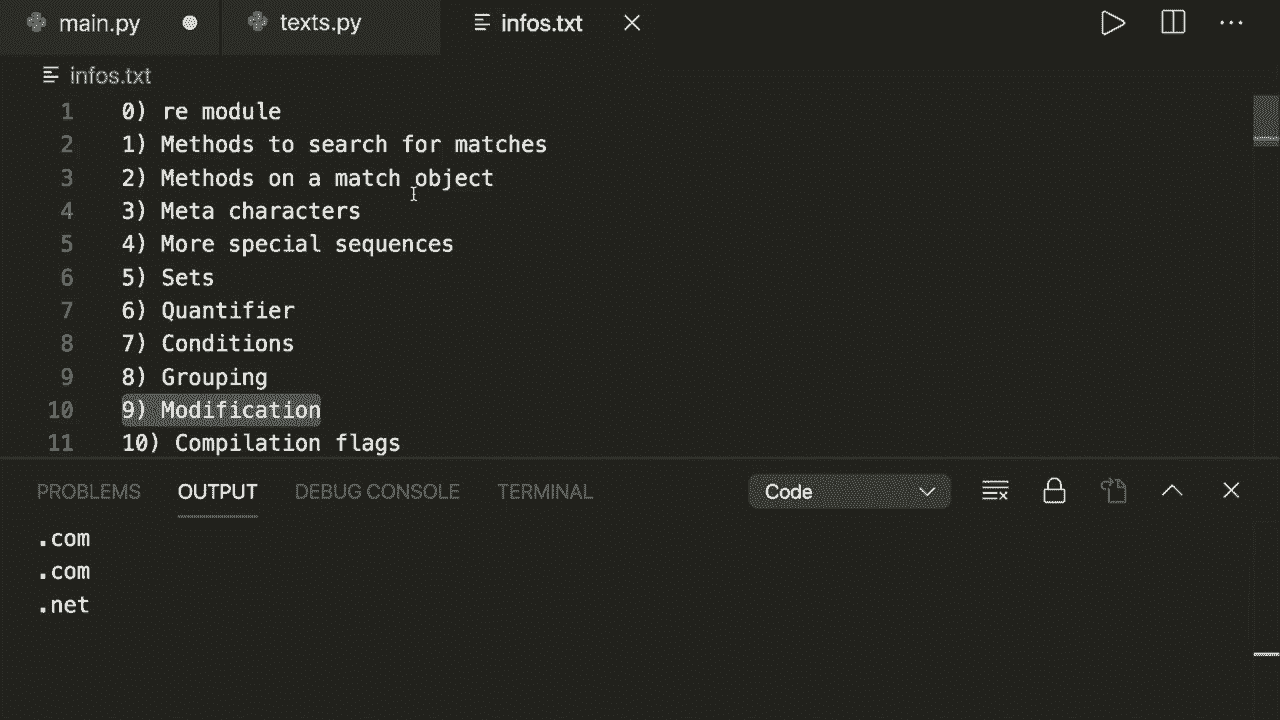 main.py texts.py infos.txt
infos.txt
1 0) re module
2 1) Methods to search for matches
3 2) Methods on a match object
4 3) Meta characters
5 4) More special sequences
6 5) Sets
7 6) Quantifier
8 7) Conditions
9 8) Grouping
10 9) Modification
11 10) Compilation flags
PROBLEMS OUTPUT DEBUG CONSOLE TERMINAL Code
.com
.com
.net